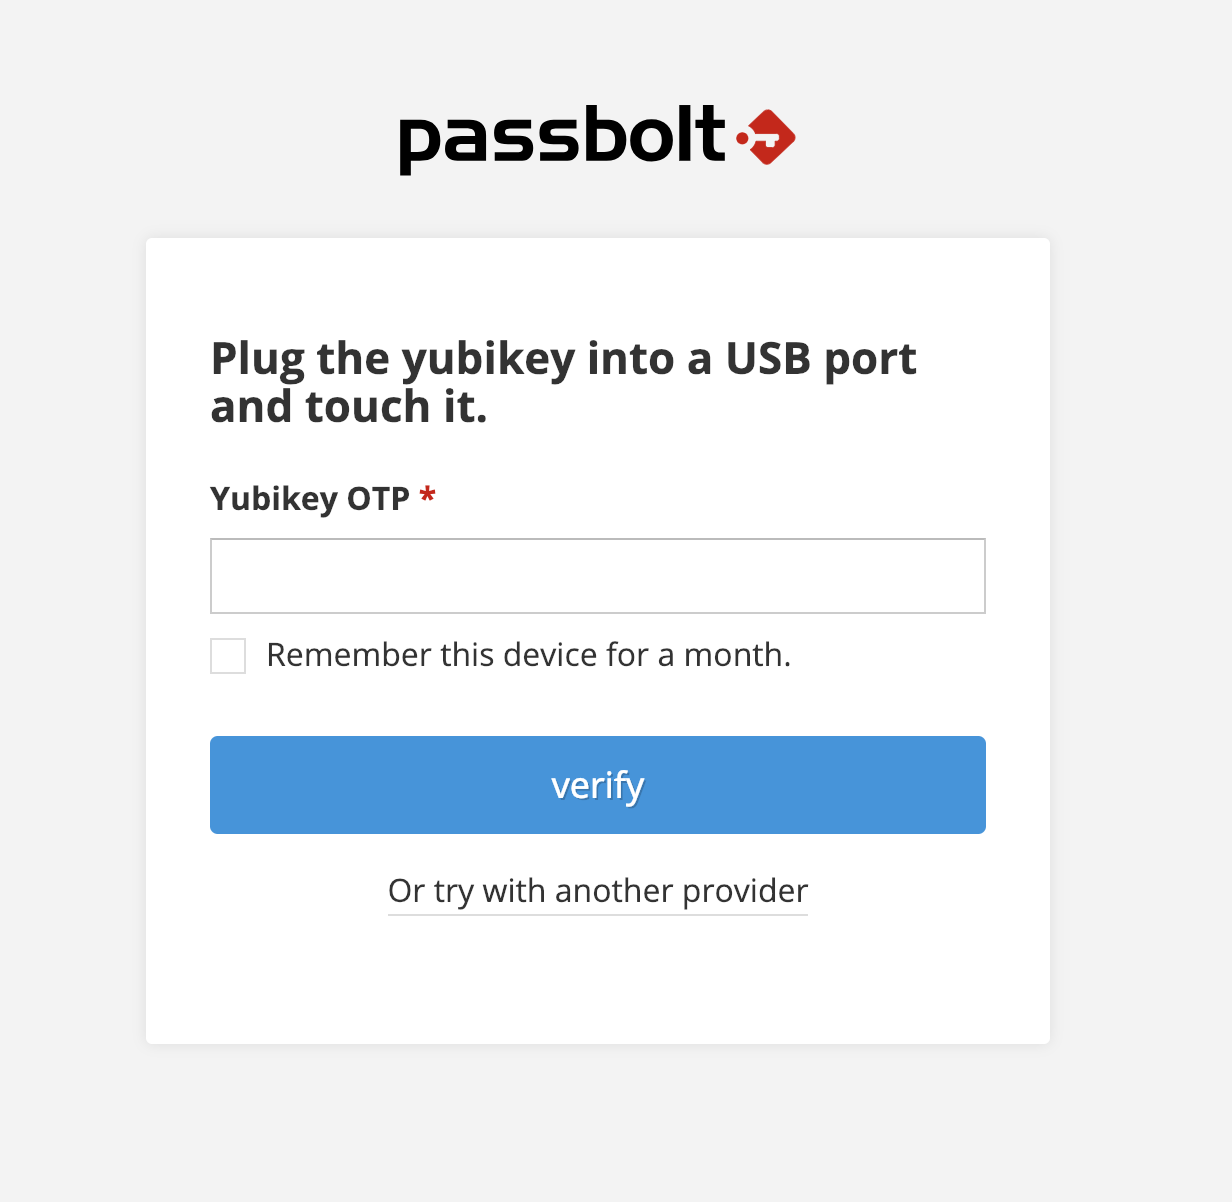 passbolt
Plug the yubikey into a USB port
and touch it.
Yubikey OTP *
Remember this device for a month.
verify
Or try with another provider